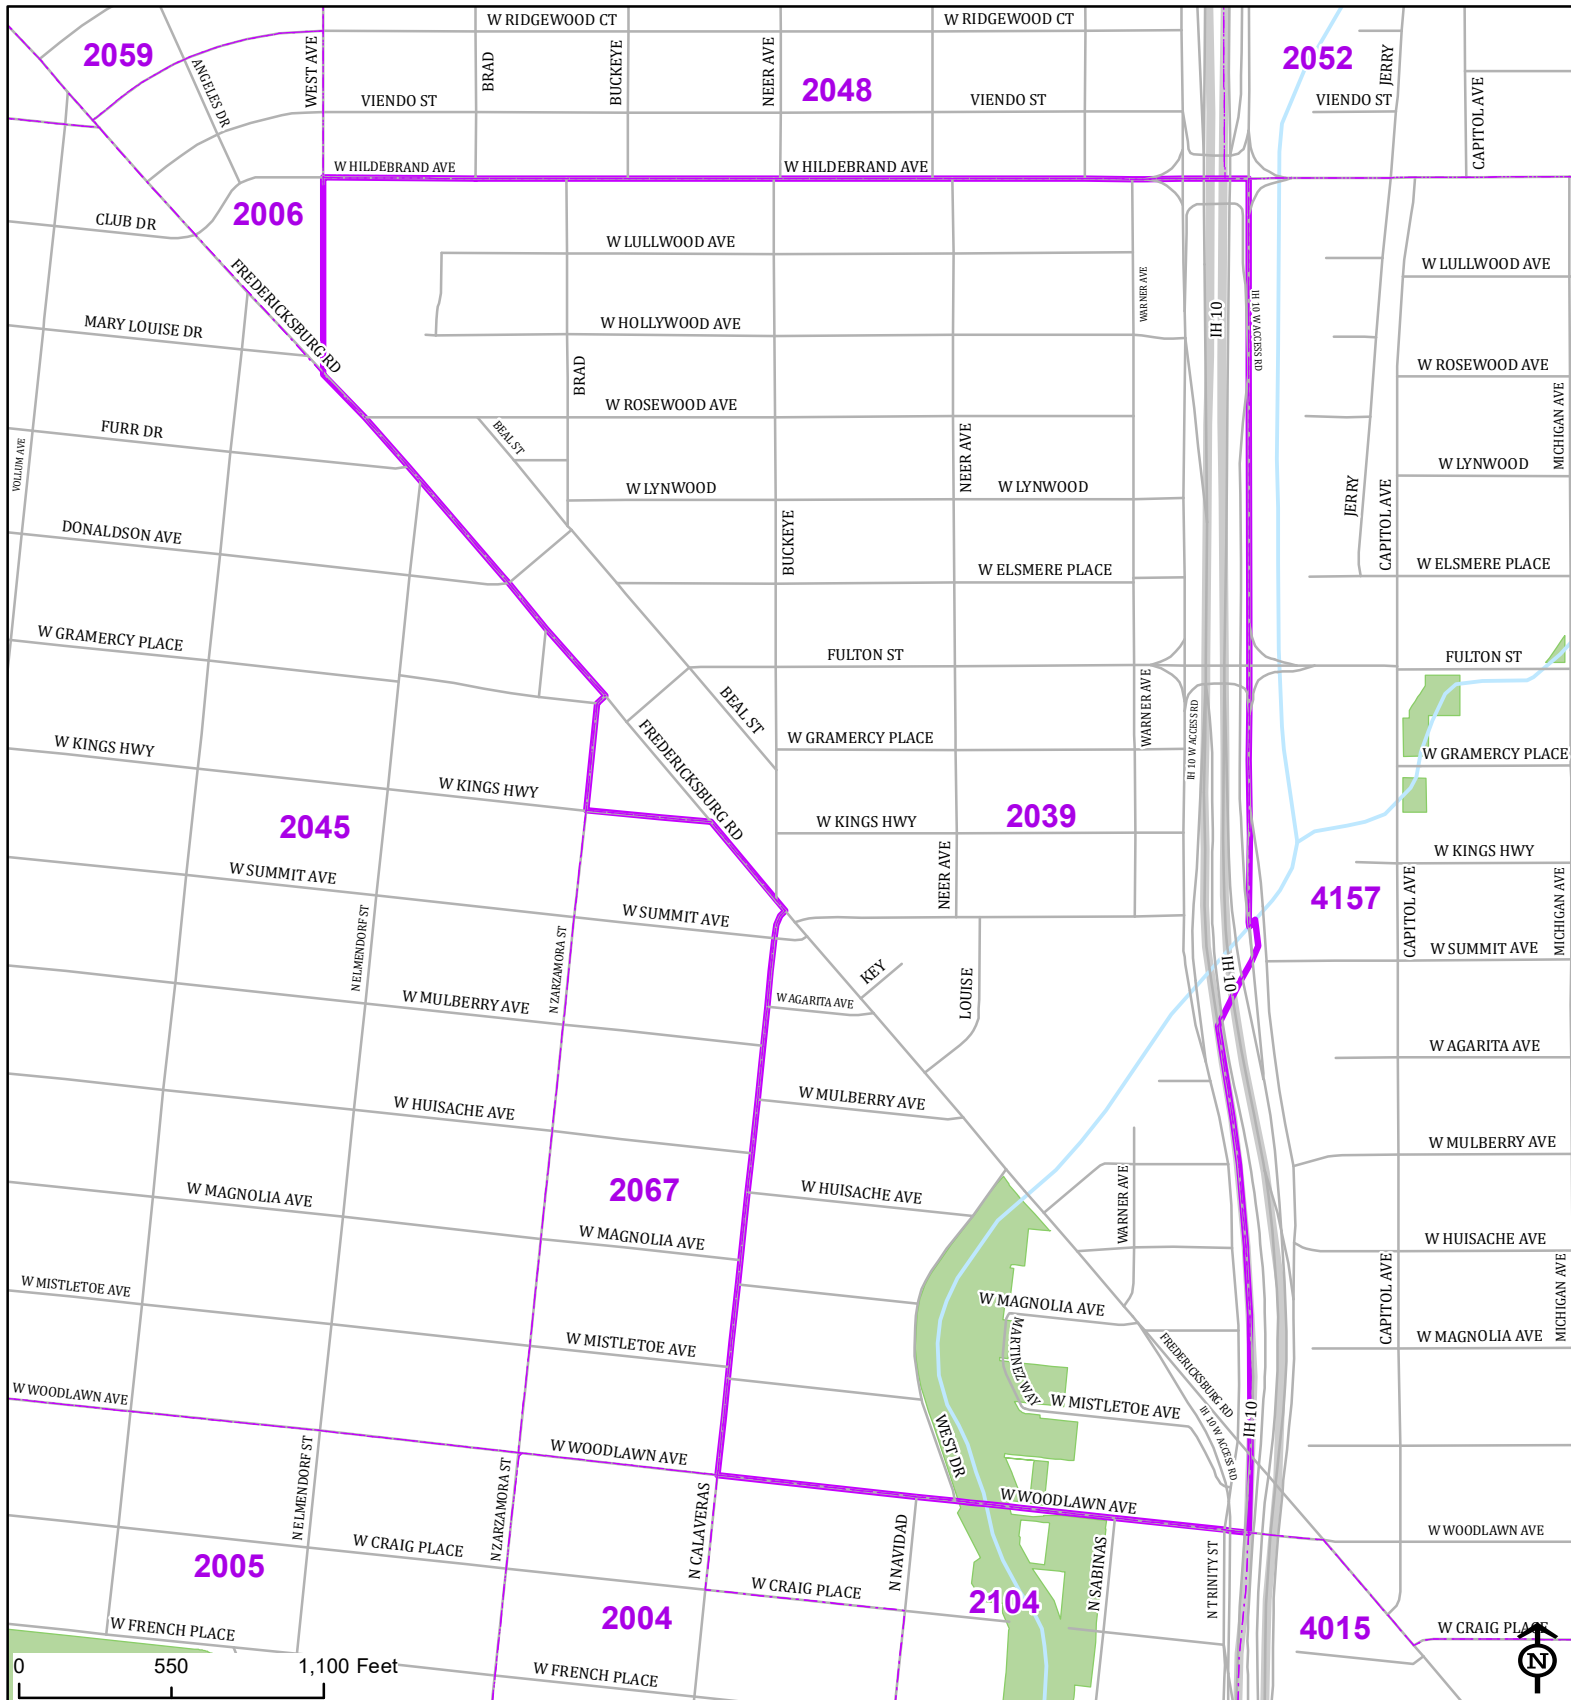 W RIDGEWOOD CT
W RIDGEWOOD CT
2059
2052
WEST AVE
BRAD
BUCKEYE
NEER AVE
JERRY
ANGELES DR
2048
VIENDO ST
VIENDO ST
VIENDO ST
CAPITOL AVE
W HILDEBRAND AVE
W HILDEBRAND AVE
2006
CLUB DR
W LULLWOOD AVE
W LULLWOOD AVE
FREDERICKSBURG RD
WARNER AVE
IH 10
IH 10 W ACCESS RD
MARY LOUISE DR
W HOLLYWOOD AVE
BRAD
W ROSEWOOD AVE
W ROSEWOOD AVE
MICHIGAN AVE
FURR DR
BEAL ST
NEER AVE
VOLLUM AVE
W LYNWOOD
W LYNWOOD
W LYNWOOD
JERRY
CAPITOL AVE
DONALDSON AVE
BUCKEYE
W ELSMERE PLACE
W ELSMERE PLACE
W GRAMERCY PLACE
FULTON ST
FULTON ST
BEAL ST
WARNER AVE
IH 10 W ACCESS RD
W KINGS HWY
W GRAMERCY PLACE
W GRAMERCY PLACE
FREDERICKSBURG RD
W KINGS HWY
2045
W KINGS HWY
2039
W KINGS HWY
W SUMMIT AVE
NEER AVE
4157
CAPITOL AVE
MICHIGAN AVE
W SUMMIT AVE
N ELMENDORF ST
N ZARZAMORA ST
W SUMMIT AVE
KEY
LOUISE
IH 10
W MULBERRY AVE
W AGARITA AVE
W AGARITA AVE
W HUISACHE AVE
W MULBERRY AVE
W MULBERRY AVE
2067
W MAGNOLIA AVE
W HUISACHE AVE
WARNER AVE
W HUISACHE AVE
W MAGNOLIA AVE
W MISTLETOE AVE
CAPITOL AVE
MICHIGAN AVE
W MAGNOLIA AVE
W MISTLETOE AVE
MARTINEZ WAY
FREDERICKSBURG RD
W MAGNOLIA AVE
W WOODLAWN AVE
W MISTLETOE AVE
IH 10 W ACCESS RD
IH 10
N ELMENDORF ST
N ZARZAMORA ST
W WOODLAWN AVE
WEST DR
W WOODLAWN AVE
W WOODLAWN AVE
N CALAVERAS
N NAVIDAD
N SABINAS
N TRINITY ST
W CRAIG PLACE
2005
W CRAIG PLACE
2104
2004
W FRENCH PLACE
4015
W CRAIG PLACE
W FRENCH PLACE
0 550 1,100 Feet
N